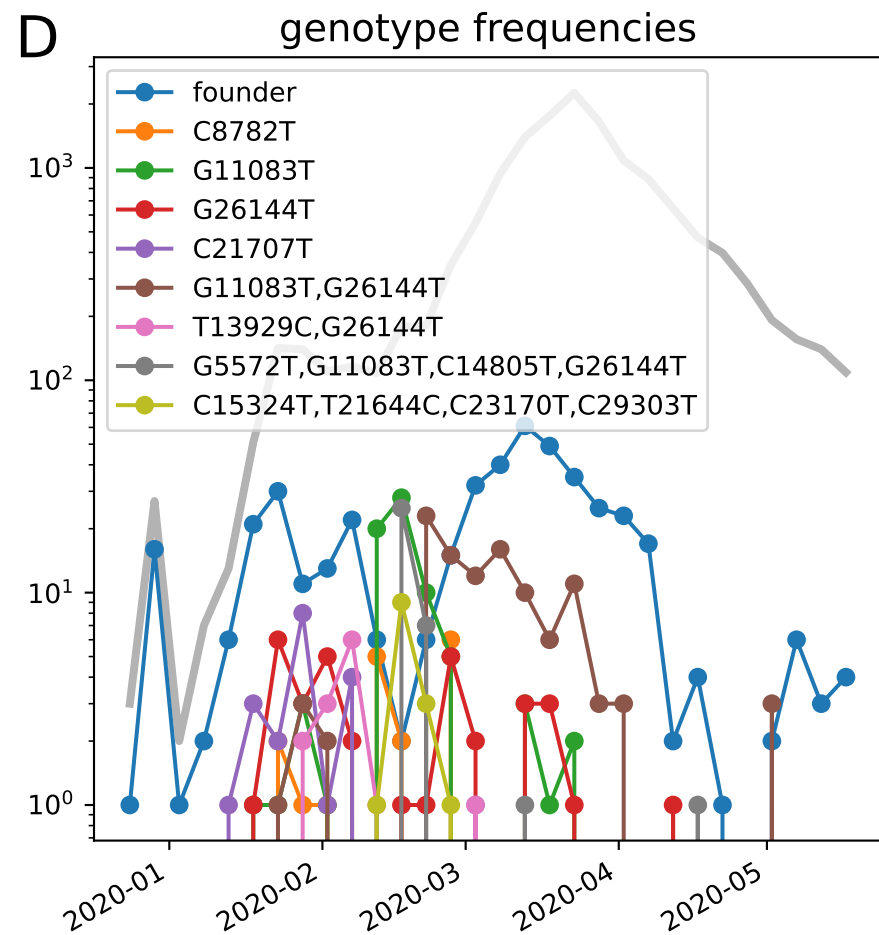 D
genotype frequencies
founder
C8782T
G11083T
G26144T
C21707T
G11083T,G26144T
T13929C,G26144T
G5572T,G11083T,C14805T,G26144T
C15324T,T21644C,C23170T,C29303T
10³
10²
10¹
10⁰
2020-01
2020-02
2020-03
2020-04
2020-05